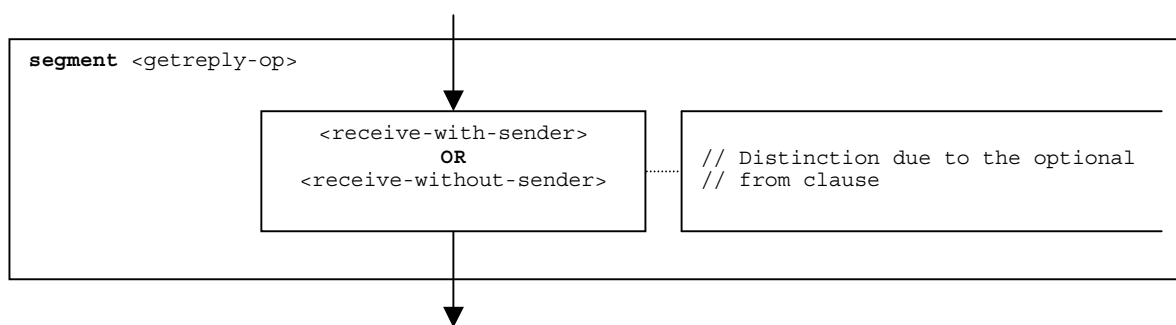 segment <getreply-op>
<receive-with-sender>
OR
<receive-without-sender>
// Distinction due to the optional
// from clause